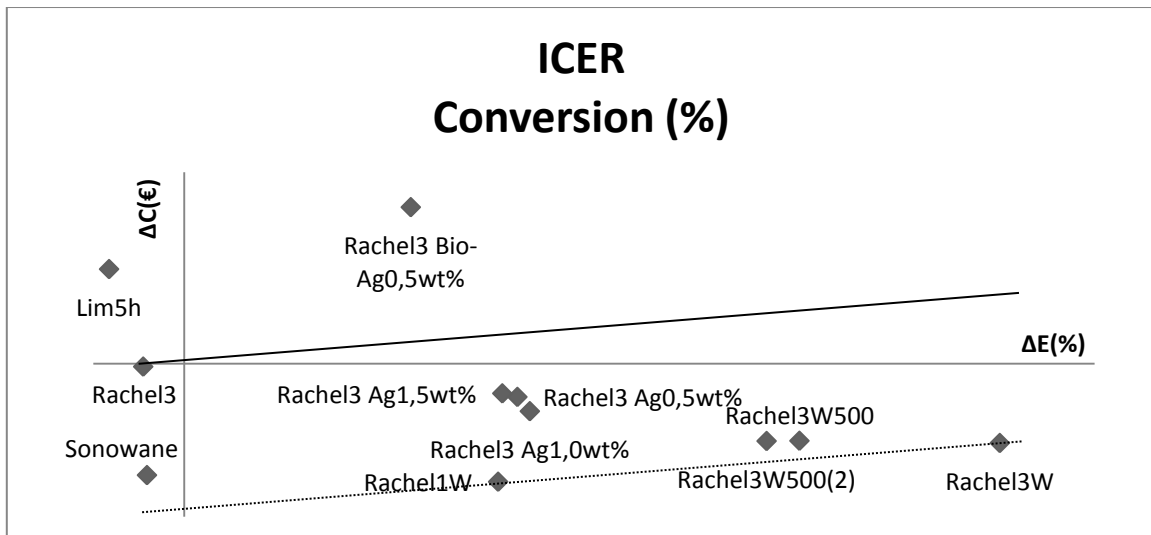 ICER
Conversion (%)
ΔC(€)
Rachel3 Bio-
Ag0,5wt%
Lim5h
ΔE(%)
Rachel3
Rachel3 Ag1,5wt%
Rachel3 Ag0,5wt%
Rachel3W500
Sonowane
Rachel3 Ag1,0wt%
Rachel1W
Rachel3W500(2)
Rachel3W